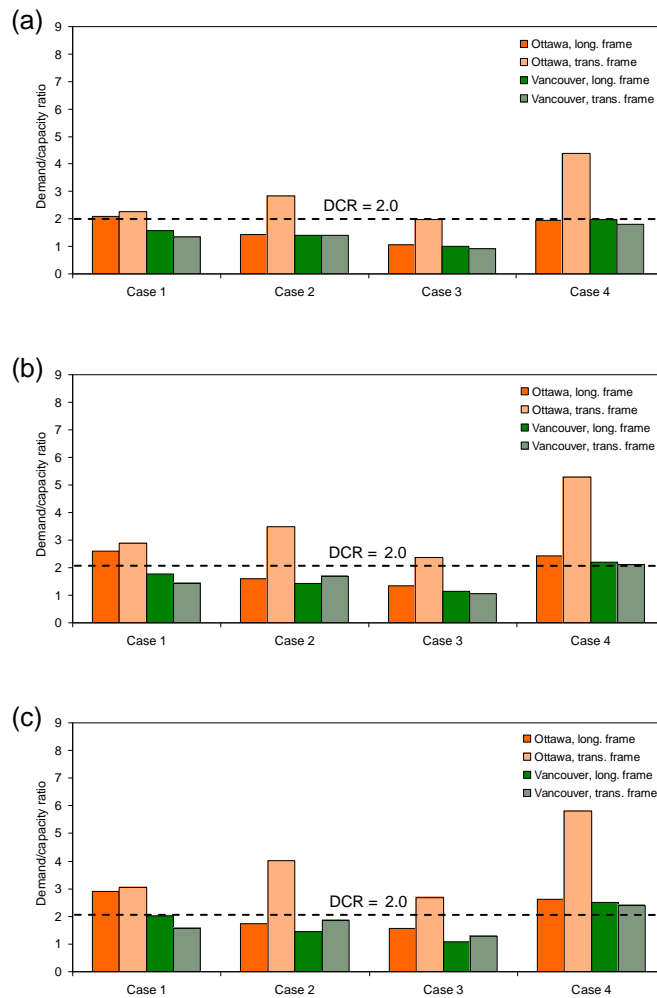 (a)
9
8
7
6
5
4
3
2
1
0
Demand/capacity ratio
Ottawa, long. frame
Ottawa, trans. frame
Vancouver, long. frame
Vancouver, trans. frame
DCR = 2.0
Case 1 Case 2 Case 3 Case 4
(b)
9
8
7
6
5
4
3
2
1
0
Demand/capacity ratio
Ottawa, long. frame
Ottawa, trans. frame
Vancouver, long. frame
Vancouver, trans. frame
DCR = 2.0
Case 1 Case 2 Case 3 Case 4
(c)
9
8
7
6
5
4
3
2
1
0
Demand/capacity ratio
Ottawa, long. frame
Ottawa, trans. frame
Vancouver, long. frame
Vancouver, trans. frame
DCR = 2.0
Case 1 Case 2 Case 3 Case 4